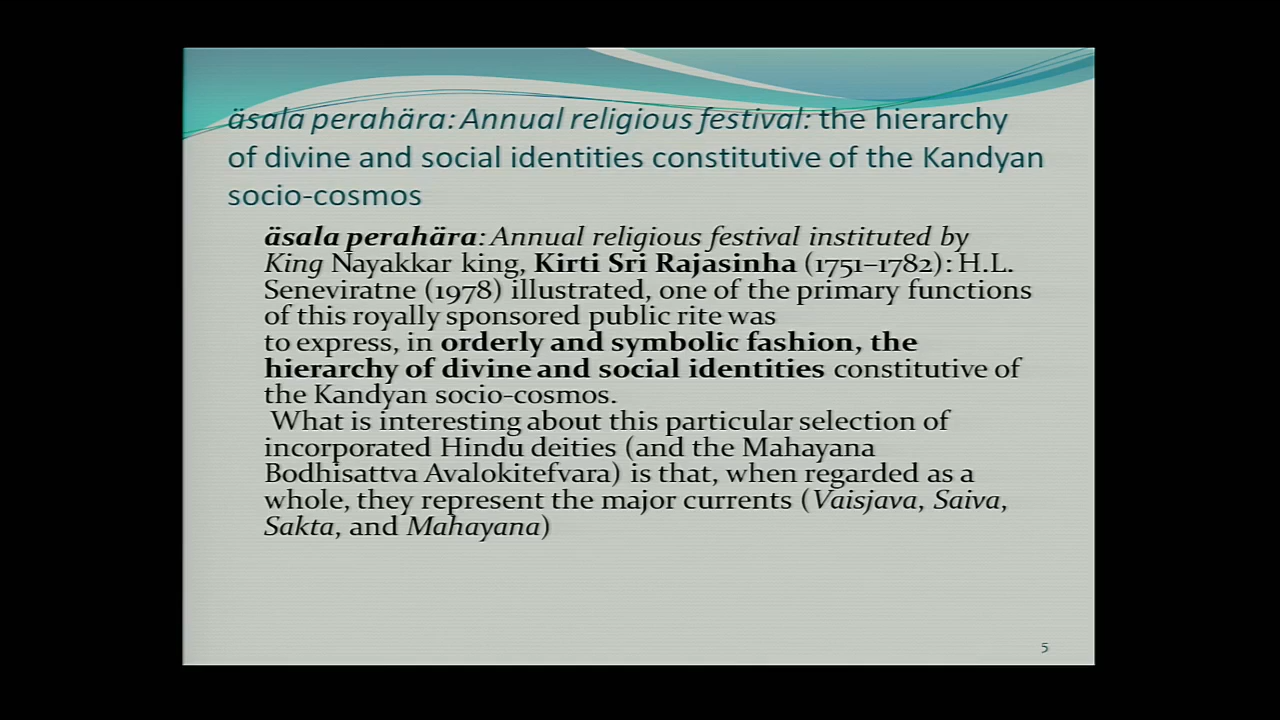 äsala perahära: Annual religious festival: the hierarchy
of divine and social identities constitutive of the Kandyan
socio-cosmos
äsala perahära: Annual religious festival instituted by
King Nayakkar king, Kirti Sri Rajasinha (1751–1782): H.L.
Seneviratne (1978) illustrated, one of the primary functions
of this royally sponsored public rite was
to express, in orderly and symbolic fashion, the
hierarchy of divine and social identities constitutive of
the Kandyan socio-cosmos.
What is interesting about this particular selection of
incorporated Hindu deities (and the Mahayana
Bodhisattva Avalokitefvara) is that, when regarded as a
whole, they represent the major currents (Vaisjava, Saiva,
Sakta, and Mahayana)
5